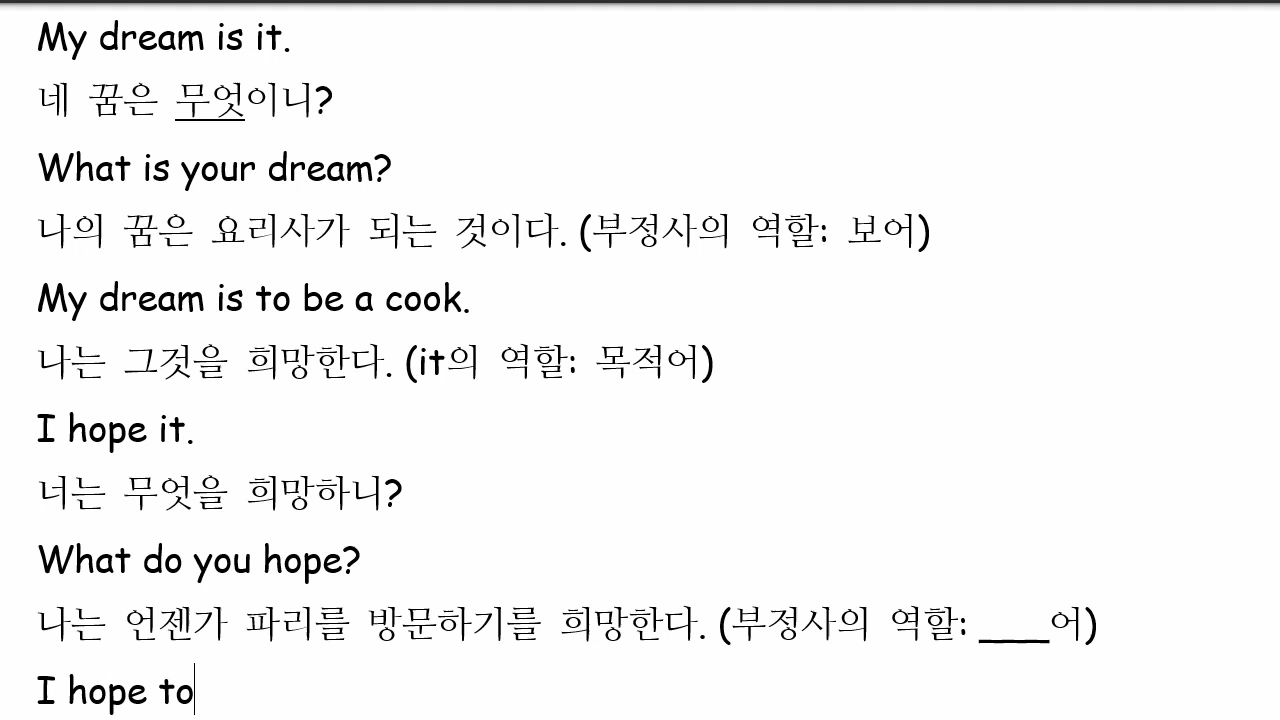 My dream is it.
네 꿈은 무엇이니?
What is your dream?
나의 꿈은 요리사가 되는 것이다. (부정사의 역할: 보어)
My dream is to be a cook.
나는 그것을 희망한다. (it의 역할: 목적어)
I hope it.
너는 무엇을 희망하니?
What do you hope?
나는 언젠가 파리를 방문하기를 희망한다. (부정사의 역할: ___어)
I hope to